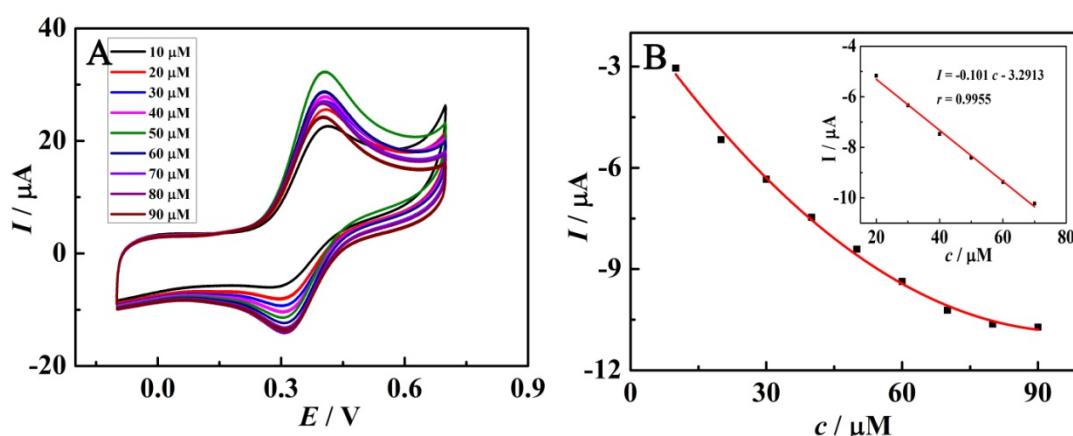 A
10 μM
20 μM
30 μM
40 μM
50 μM
60 μM
70 μM
80 μM
90 μM
40
20
0
-20
I / μA
0.0
0.3
0.6
0.9
E / V
B
-3
-6
-9
-12
I / μA
0
30
60
90
c / μM
I = -0.101 c - 3.2913
r = 0.9955
-4
-6
-8
-10
I / μA
20
40
60
80
c / μM